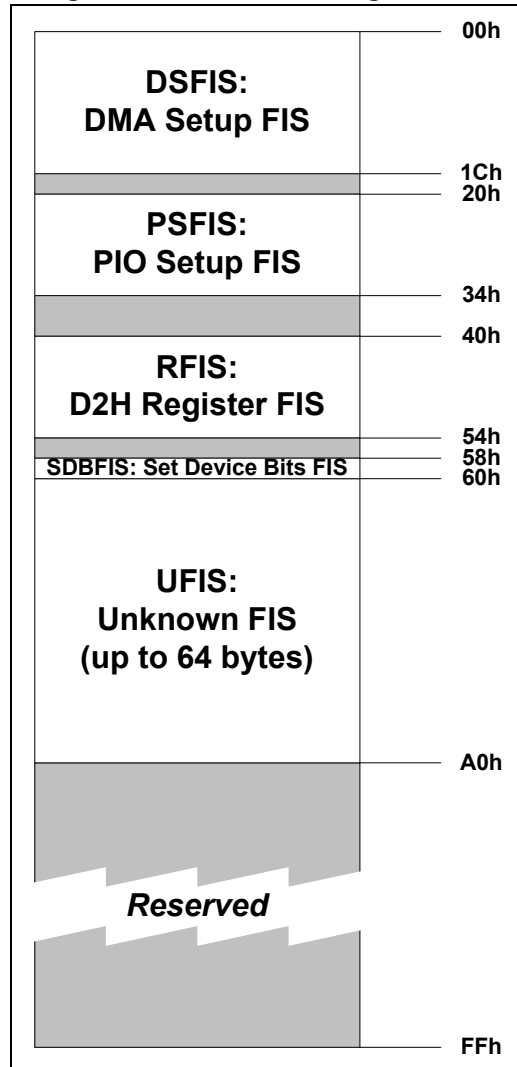 00h
DSFIS:
DMA Setup FIS
1Ch
20h
PSFIS:
PIO Setup FIS
34h
40h
RFIS:
D2H Register FIS
54h
58h
SDBFIS: Set Device Bits FIS
60h
UFIS:
Unknown FIS
(up to 64 bytes)
A0h
Reserved
FFh